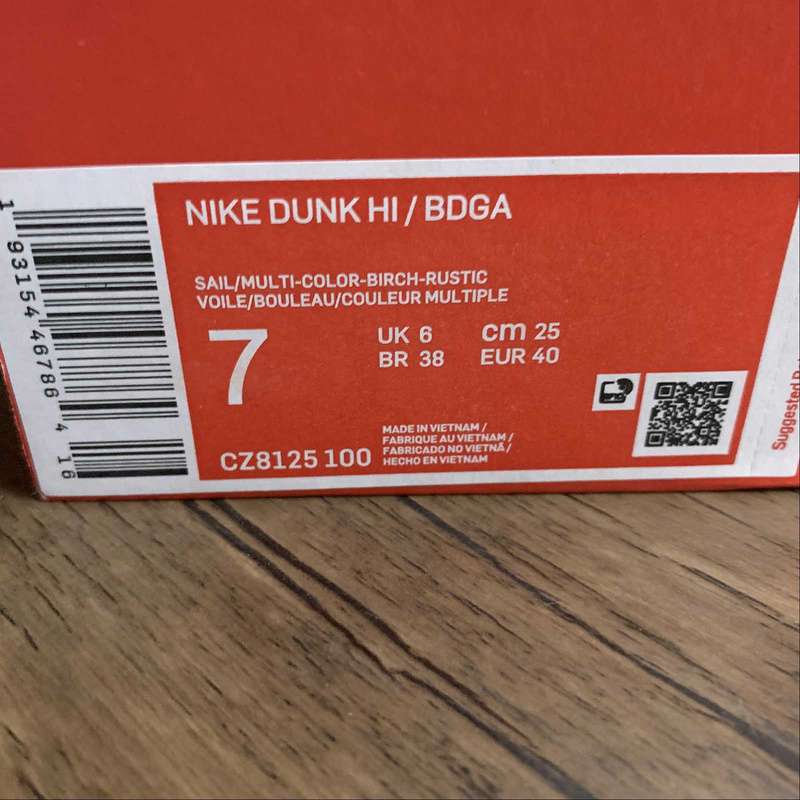 NIKE DUNK HI / BDGA
SAIL/MULTI-COLOR-BIRCH-RUSTIC
VOILE/BOULEAU/COULEUR MULTIPLE
7
UK 6 cm 25
BR 38 EUR 40
CZ8125 100
MADE IN VIETNAM /
FABRIQUE AU VIETNAM /
FABRICADO NO VIETNÃ /
HECHO EN VIETNAM
1 93154 46786 4 16
Suggested